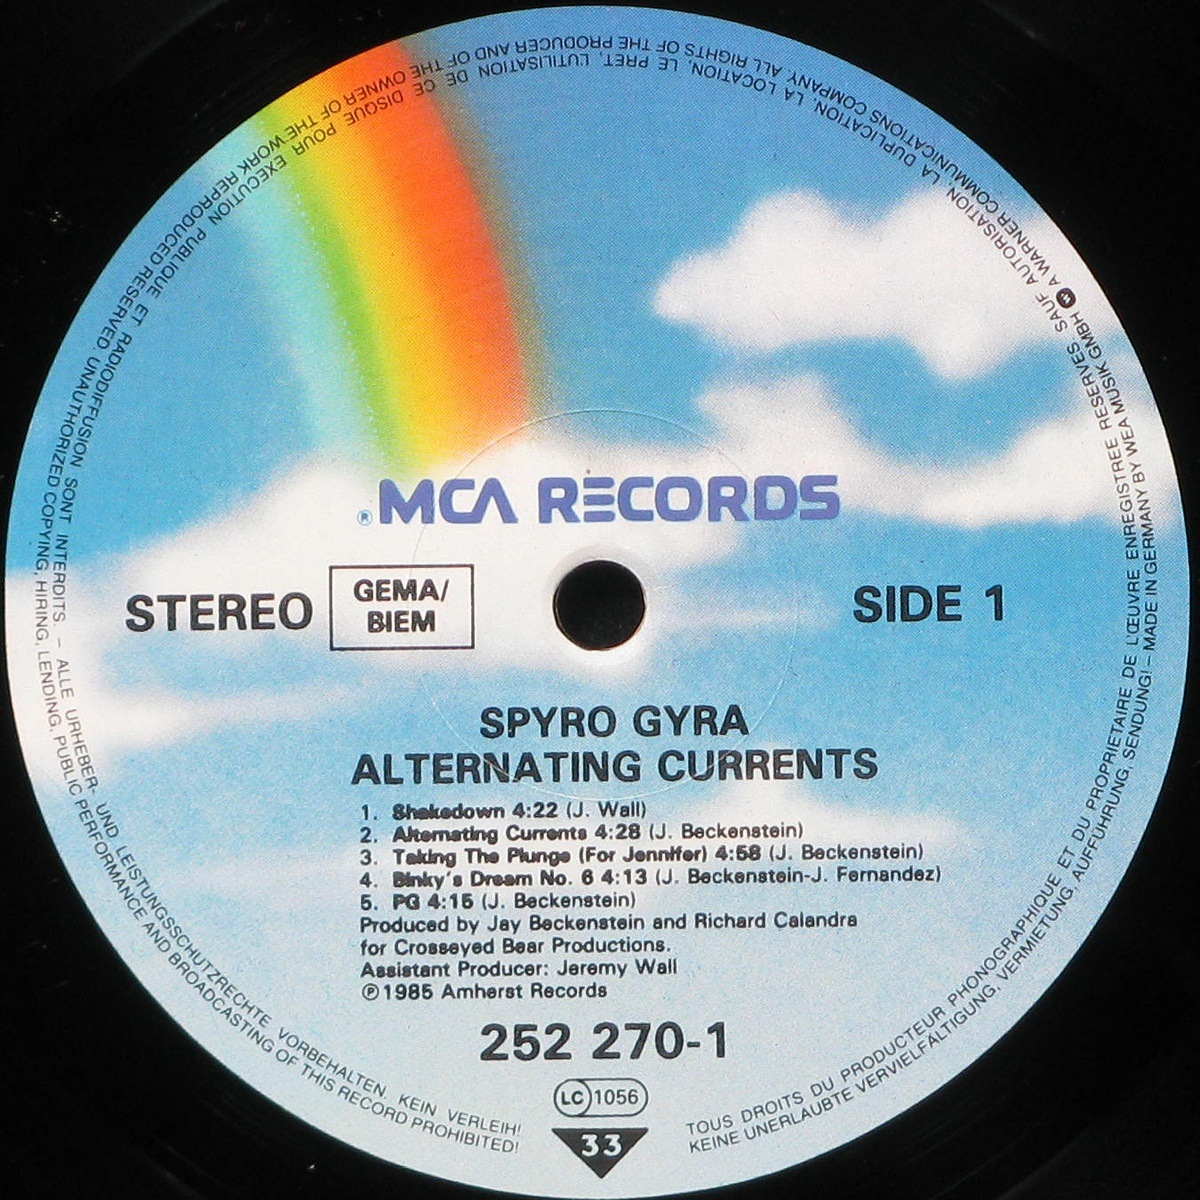 ® MCA RECORDS
STEREO
GEMA/
BIEM
SIDE 1
SPYRO GYRA
ALTERNATING CURRENTS
1. Shakedown 4:22 (J. Wall)
2. Alternating Currents 4:28 (J. Beckenstein)
3. Taking The Plunge (For Jennifer) 4:58 (J. Beckenstein)
4. Binky's Dream No. 6 4:13 (J. Beckenstein-J. Fernandez)
5. PG 4:15 (J. Beckenstein)
Produced by Jay Beckenstein and Richard Calandra
for Crosseyed Bear Productions.
Assistant Producer: Jeremy Wall
℗1985 Amherst Records
252 270-1
LC 1056
33
TOUS DROITS DU PRODUCTEUR PHONOGRAPHIQUE ET DU PROPRIETAIRE DE L'ŒUVRE ENREGISTREE RESERVES SAUF AUTORISATION, LA DUPLICATION, LA LOCATION, LE PRET, L'UTILISATION DE CE DISQUE POUR EXECUTION PUBLIQUE ET RADIODIFFUSION SONT INTERDITS. – ALLE URHEBER- UND LEISTUNGSSCHUTZRECHTE VORBEHALTEN. KEIN VERLEIH!
KEINE UNERLAUBTE VERVIELFÄLTIGUNG, VERMIETUNG, AUFFÜHRUNG, SENDUNG! – MADE IN GERMANY BY WEA MUSIK GMBH W A WARNER COMMUNICATIONS COMPANY ALL RIGHTS OF THE PRODUCER AND OF THE OWNER OF THE WORK REPRODUCED RESERVED. UNAUTHORIZED COPYING, HIRING, LENDING, PUBLIC PERFORMANCE AND BROADCASTING OF THIS RECORD PROHIBITED!